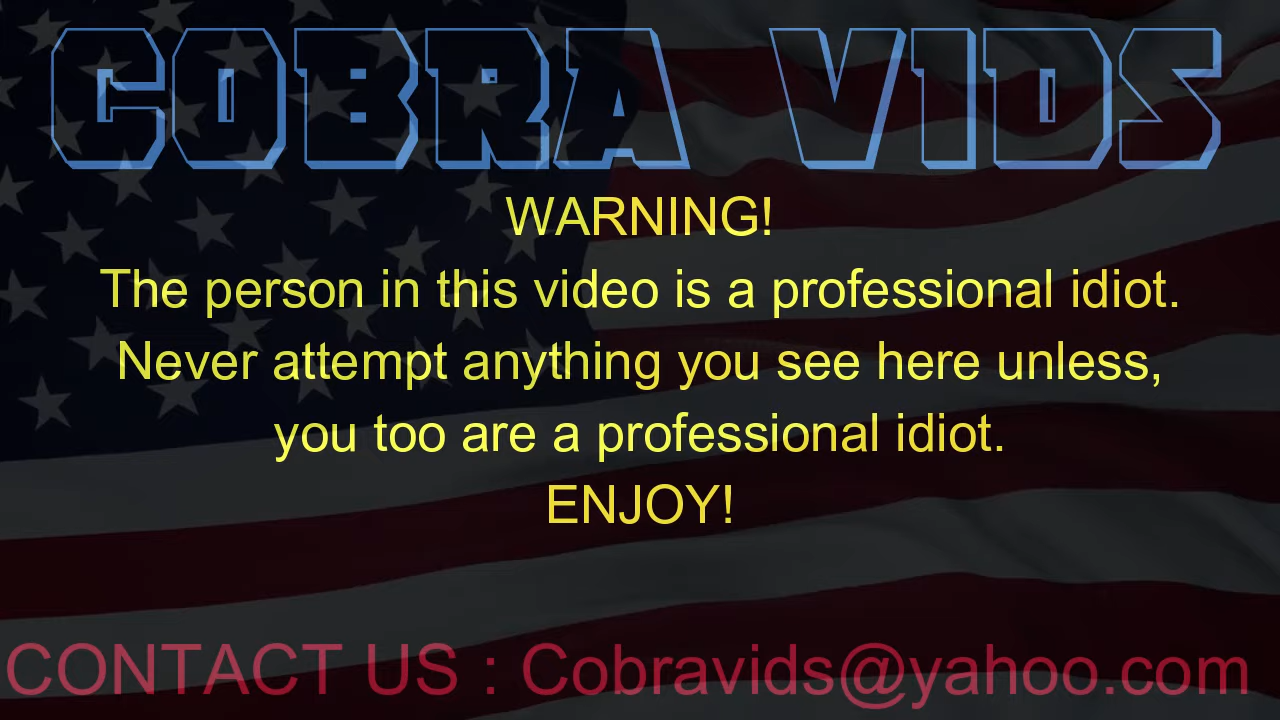 COBRA VIDS
WARNING!
The person in this video is a professional idiot.
Never attempt anything you see here unless,
you too are a professional idiot.
ENJOY!
CONTACT US : Cobravids@yahoo.com